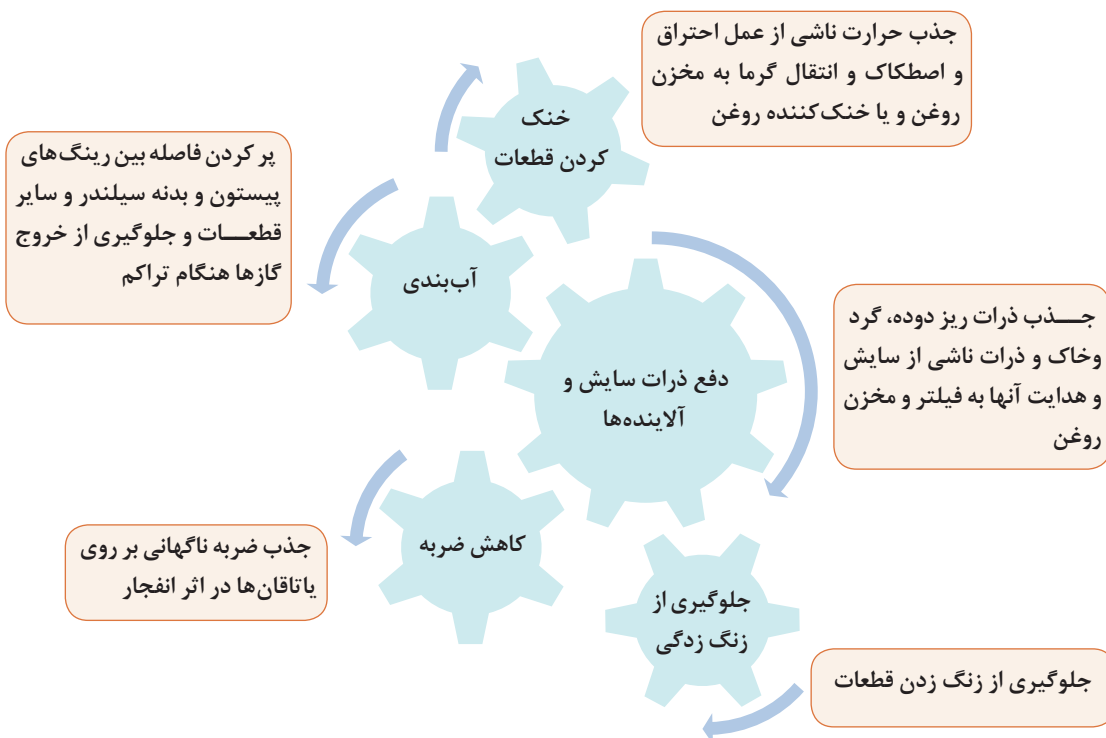 جذب حرارت ناشی از عمل احتراق
و اصطکاک و انتقال گرما به مخزن
روغن و یا خنک‌کننده روغن
خنک
کردن قطعات
پر کردن فاصله بین رینگ‌های
پیستون و بدنه سیلندر و سایر
قطعـــات و جلوگیری از خروج
گازها هنگام تراکم
آب‌بندی
جـــذب ذرات ریز دوده، گرد
وخاک و ذرات ناشی از سایش
و هدایت آنها به فیلتر و مخزن
روغن
دفع ذرات سایش و
آلاینده‌ها
کاهش ضربه
جذب ضربه ناگهانی بر روی
یاتاقان‌ها در اثر انفجار
جلوگیری از
زنگ زدگی
جلوگیری از زنگ زدن قطعات